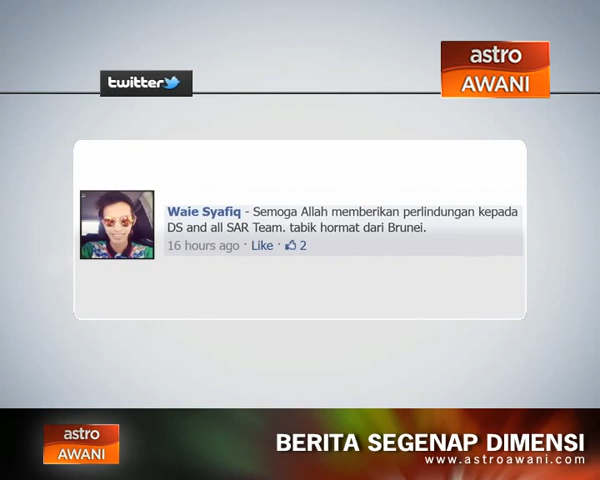 twitter
astro
AWANI
Waie Syafiq - Semoga Allah memberikan perlindungan kepada
DS and all SAR Team. tabik hormat dari Brunei.
16 hours ago · Like · 2
astro
AWANI
BERITA SEGENAP DIMENSI
www.astroawani.com